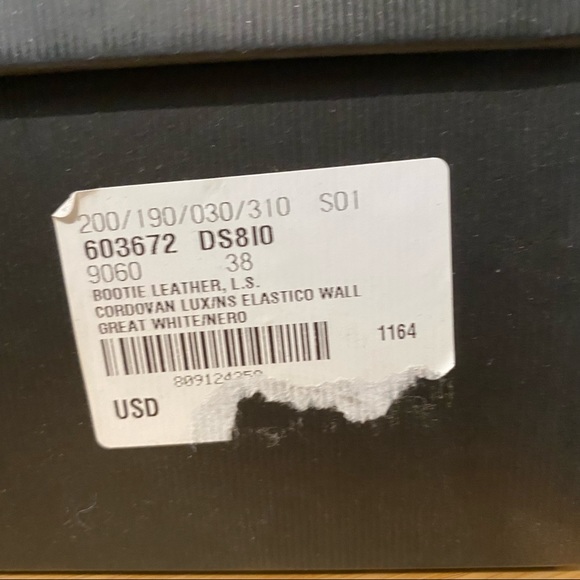 200/190/030/310 S01
603672 DS8I0
9060 38
BOOTIE LEATHER, L.S.
CORDOVAN LUX/NS ELASTICO WALL
GREAT WHITE/NERO
1164
USD